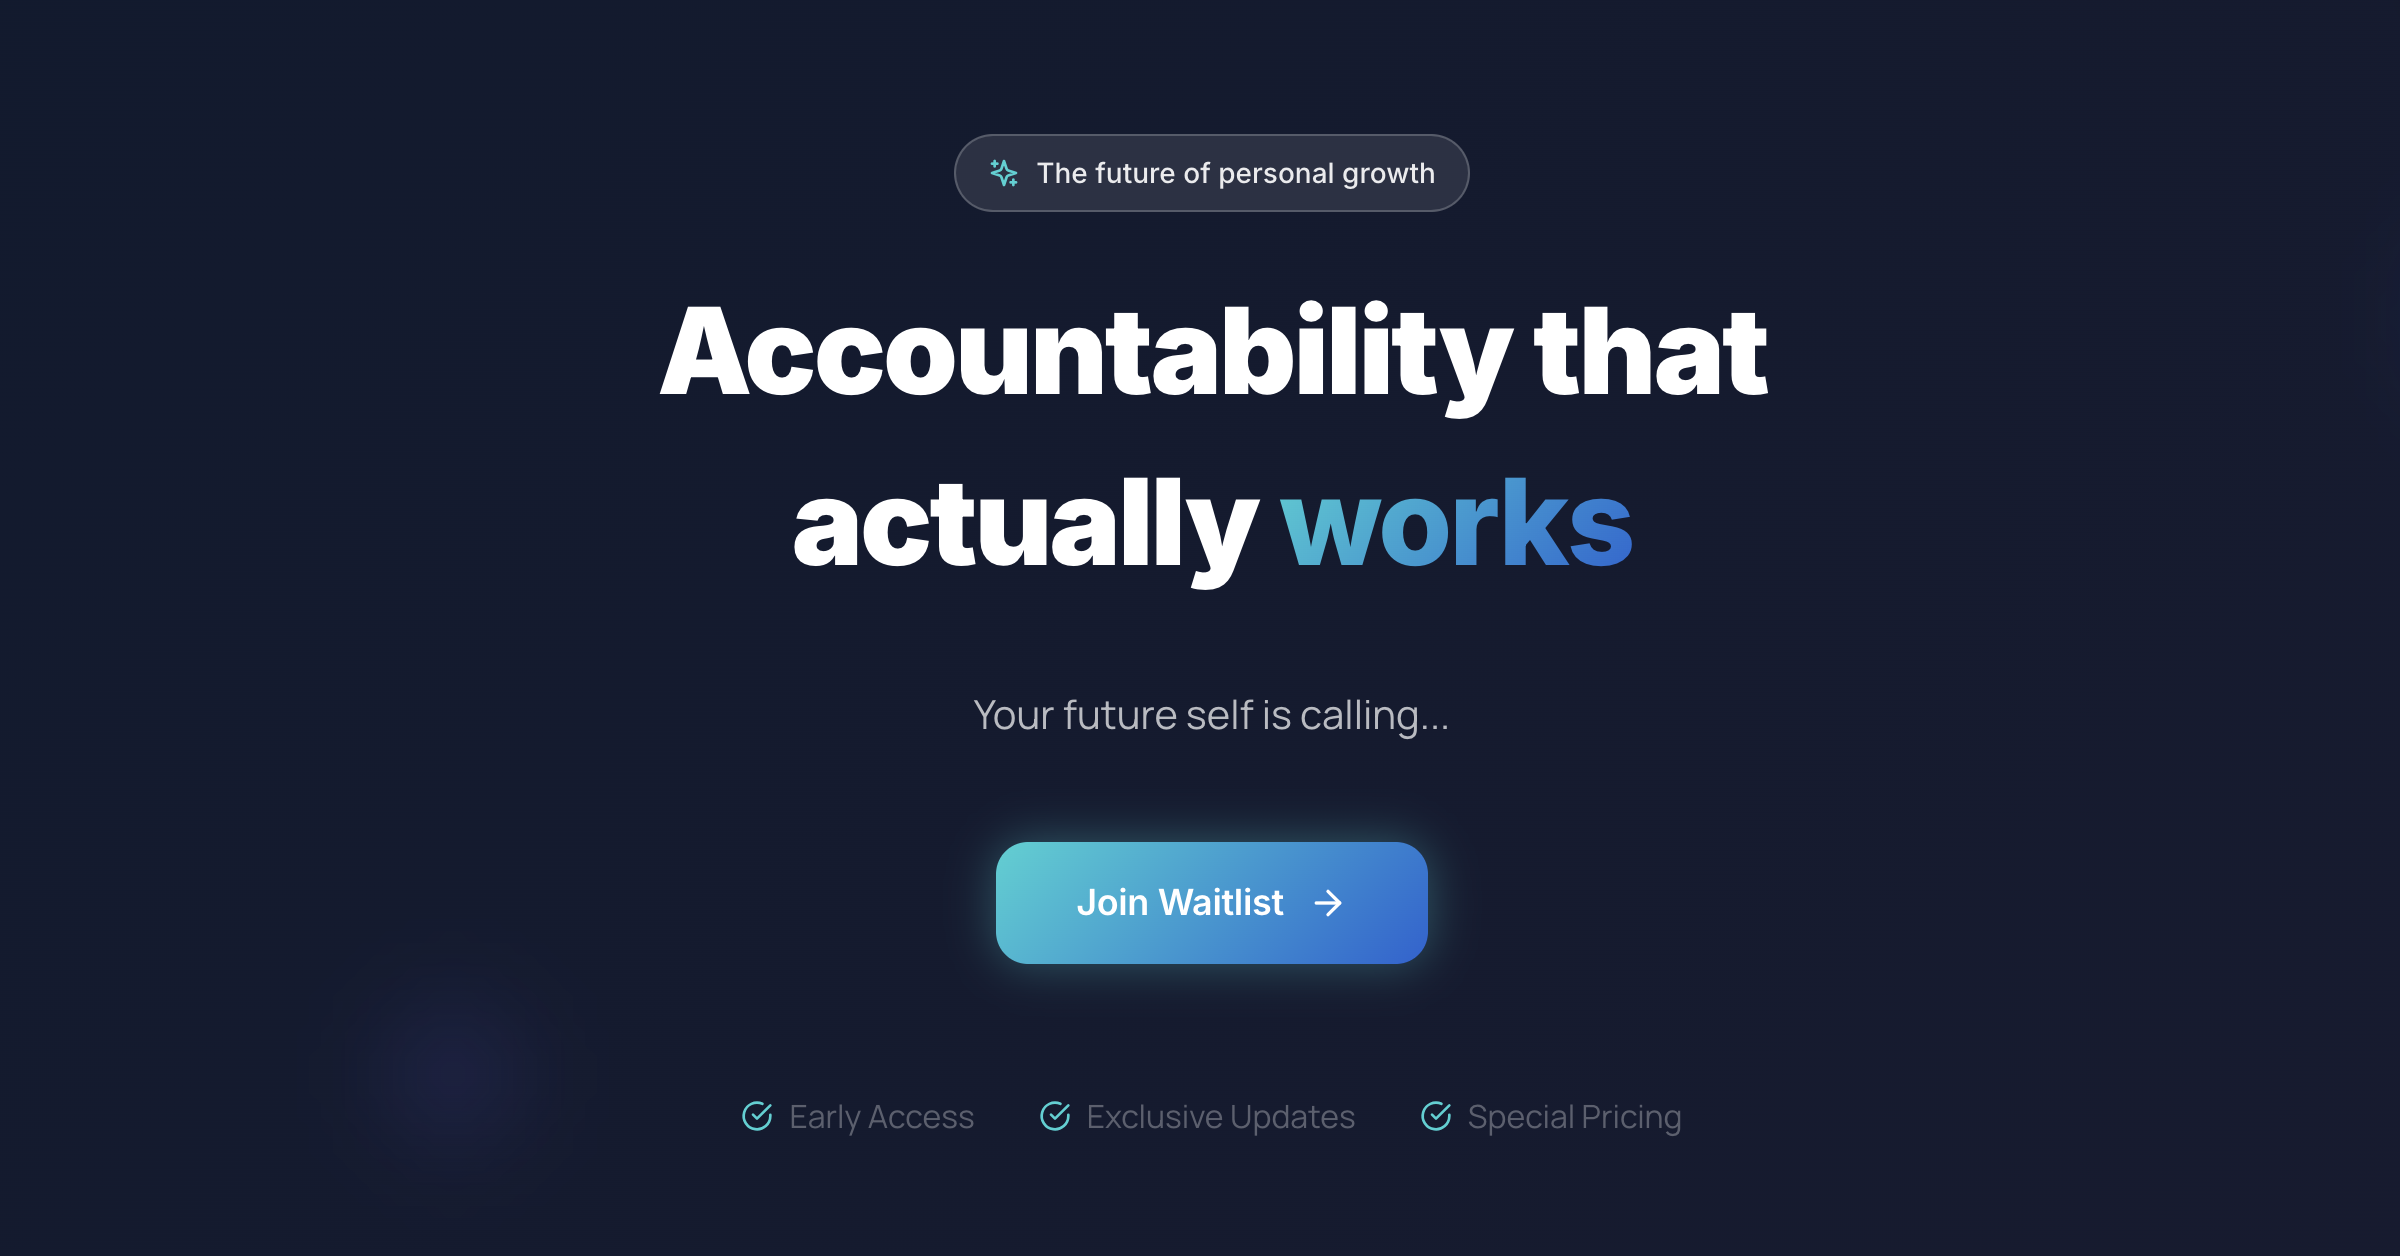 The future of personal growth
Accountability that
actually works
Your future self is calling...
Join Waitlist
Early Access
Exclusive Updates
Special Pricing